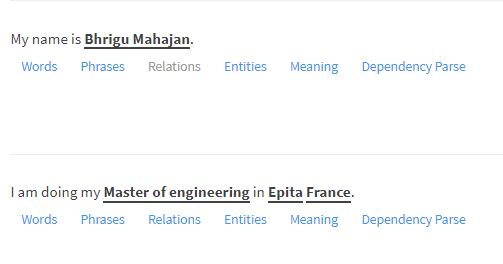 My name is Bhrigu Mahajan.
Words Phrases Relations Entities Meaning Dependency Parse
I am doing my Master of engineering in Epita France.
Words Phrases Relations Entities Meaning Dependency Parse